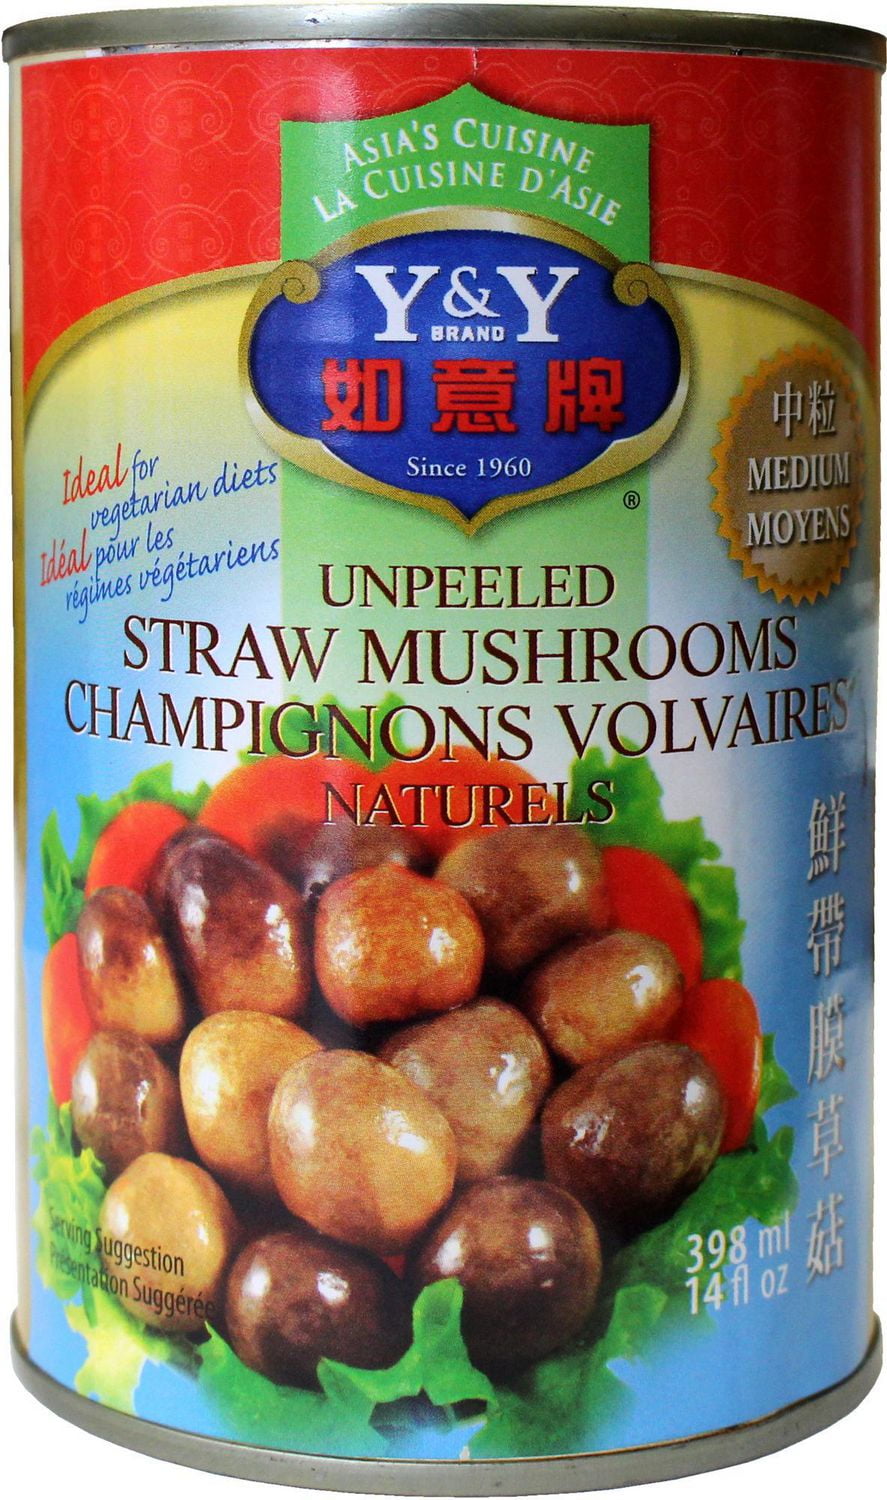 ASIA'S CUISINE
LA CUISINE D'ASIE
Y&Y
BRAND
如意牌
Since 1960
®
中粒
MEDIUM
MOYENS
Ideal for
vegetarian diets
Idéal pour les
régimes végétariens
UNPEELED
STRAW MUSHROOMS
CHAMPIGNONS VOLVAIRES
NATURELS
鮮帶膜草菇
Serving Suggestion
Présentation Suggérée
398 ml
14 fl oz